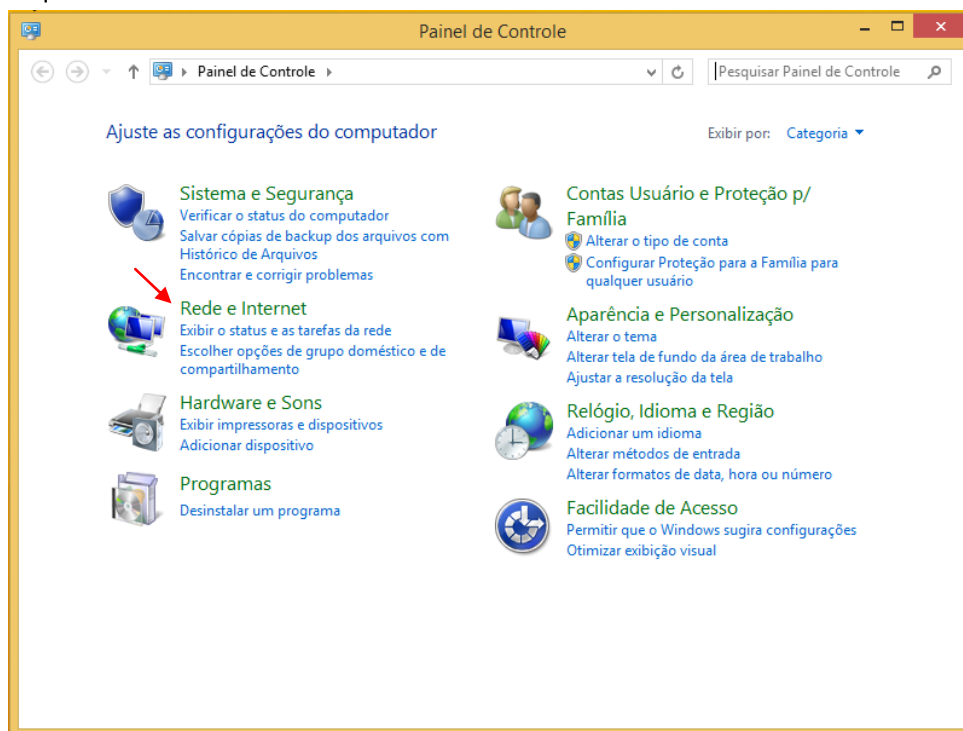 Painel de Controle
Painel de Controle
Pesquisar Painel de Controle
Ajuste as configurações do computador
Exibir por: Categoria
Sistema e Segurança
Verificar o status do computador
Salvar cópias de backup dos arquivos com
Histórico de Arquivos
Encontrar e corrigir problemas
Rede e Internet
Exibir o status e as tarefas da rede
Escolher opções de grupo doméstico e de
compartilhamento
Hardware e Sons
Exibir impressoras e dispositivos
Adicionar dispositivo
Programas
Desinstalar um programa
Contas Usuário e Proteção p/
Família
Alterar o tipo de conta
Configurar Proteção para a Família para
qualquer usuário
Aparência e Personalização
Alterar o tema
Alterar tela de fundo da área de trabalho
Ajustar a resolução da tela
Relógio, Idioma e Região
Adicionar um idioma
Alterar métodos de entrada
Alterar formatos de data, hora ou número
Facilidade de Acesso
Permitir que o Windows sugira configurações
Otimizar exibição visual